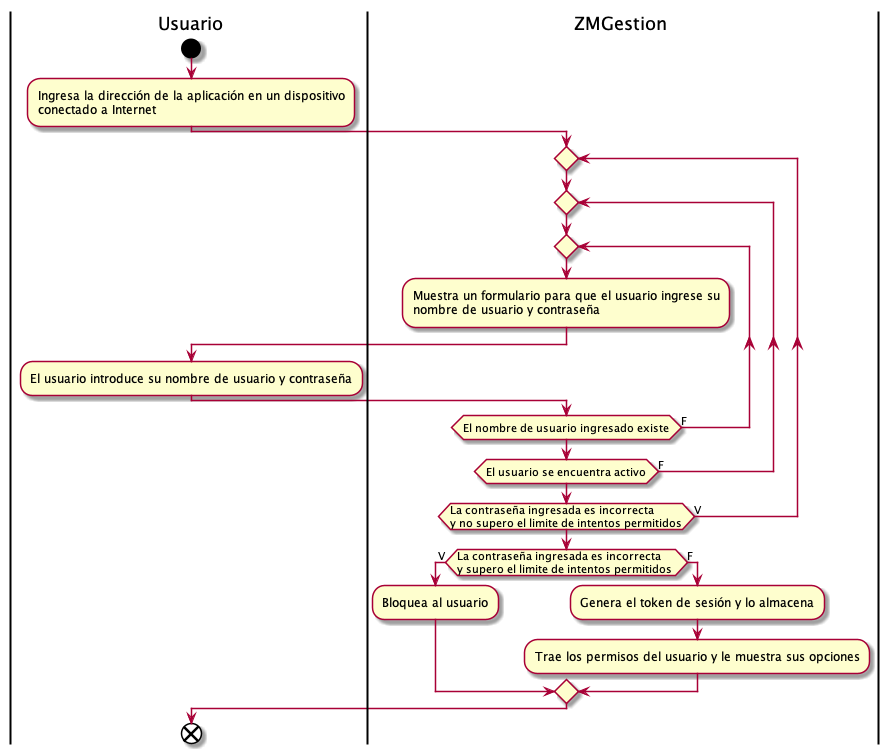 Usuario
ZMGestion
Ingresa la dirección de la aplicación en un dispositivo
conectado a Internet
Muestra un formulario para que el usuario ingrese su
nombre de usuario y contraseña
El usuario introduce su nombre de usuario y contraseña
El nombre de usuario ingresado existe
F
El usuario se encuentra activo
F
La contraseña ingresada es incorrecta
y no supero el limite de intentos permitidos
V
V
La contraseña ingresada es incorrecta
y supero el limite de intentos permitidos
F
Bloquea al usuario
Genera el token de sesión y lo almacena
Trae los permisos del usuario y le muestra sus opciones